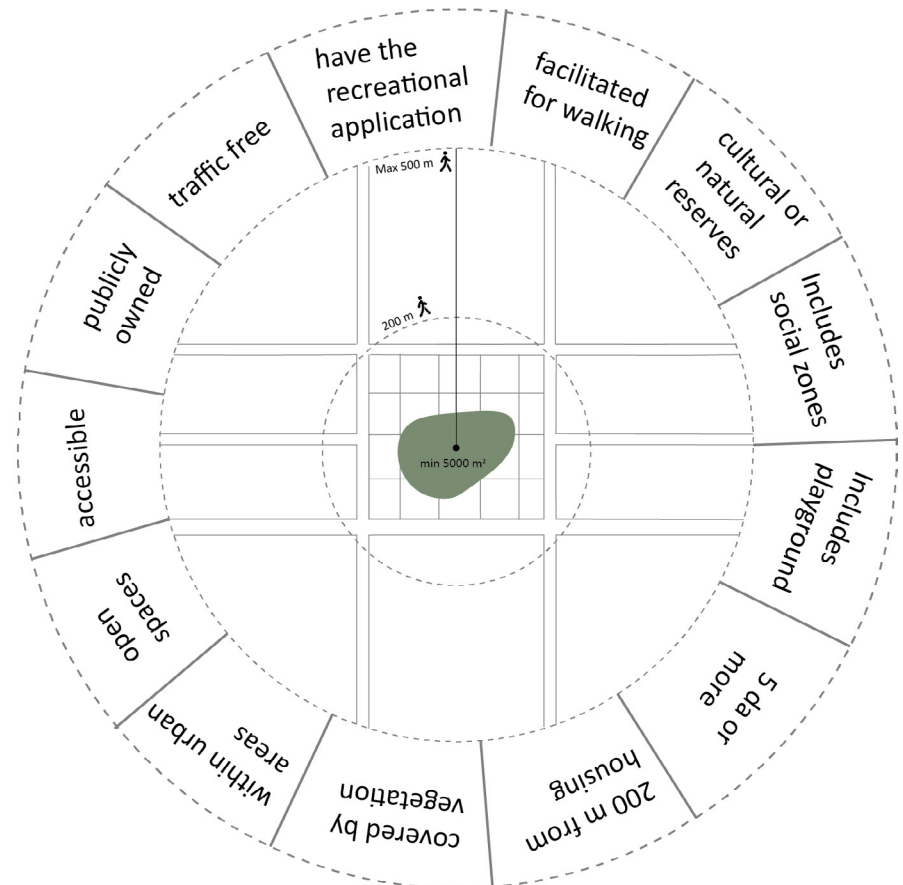 have the
recreational
application
facilitated
for walking
cultural or
natural
reserves
Includes
social zones
Includes
playground
5 da or
more
200 m from
housing
covered by
vegetation
within urban
areas
open
spaces
accessible
publicly
owned
traffic free
Max 500 m
200 m
min 5000 m²